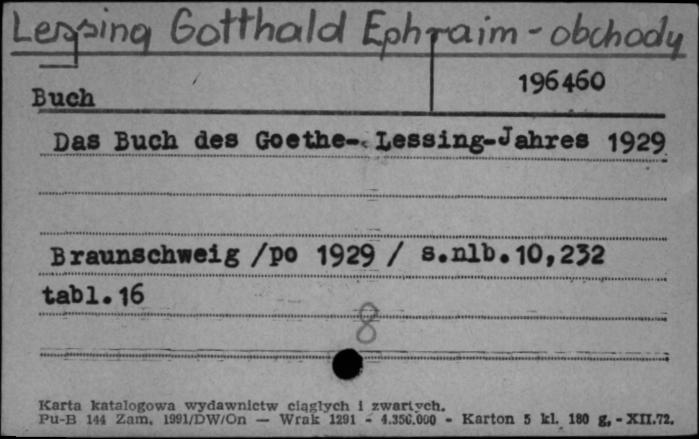 Lessing Gotthald Ephraim - obchody
196460
Buch
Das Buch des Goethe-Lessing-Jahres 1929
Braunschweig /po 1929 / s.nlb.10,232
tabl.16
8
Karta katalogowa wydawnictw ciągłych i zwartych.
Pu-B 144 Zam. 1991/DW/On — Wrak 1291 - 4.356.000 - Karton 5 kl. 180 g, - XII.72.